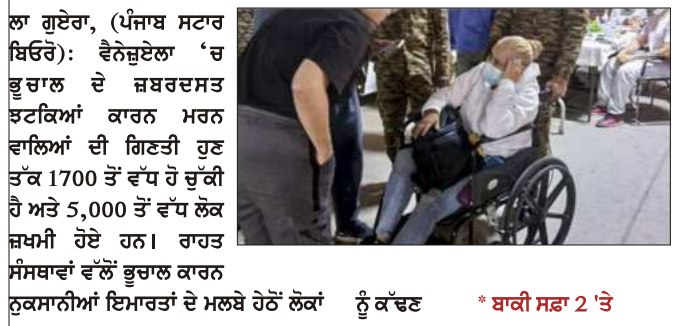 ਲਾ ਗੁਏਰਾ, (ਪੰਜਾਬ ਸਟਾਰ
ਬਿਓਰੋ): ਵੈਨੇਜ਼ੁਏਲਾ ‘ਚ
ਭੂਚਾਲ ਦੇ ਜ਼ਬਰਦਸਤ
ਝਟਕਿਆਂ ਕਾਰਨ ਮਰਨ
ਵਾਲਿਆਂ ਦੀ ਗਿਣਤੀ ਹੁਣ
ਤੱਕ 1700 ਤੋਂ ਵੱਧ ਹੋ ਚੁੱਕੀ
ਹੈ ਅਤੇ 5,000 ਤੋਂ ਵੱਧ ਲੋਕ
ਜ਼ਖਮੀ ਹੋਏ ਹਨ। ਰਾਹਤ
ਸੰਸਥਾਵਾਂ ਵੱਲੋਂ ਭੂਚਾਲ ਕਾਰਨ
ਨੁਕਸਾਨੀਆਂ ਇਮਾਰਤਾਂ ਦੇ ਮਲਬੇ ਹੇਠੋਂ ਲੋਕਾਂ ਨੂੰ ਕੱਢਣ * ਬਾਕੀ ਸਫ਼ਾ 2 'ਤੇ